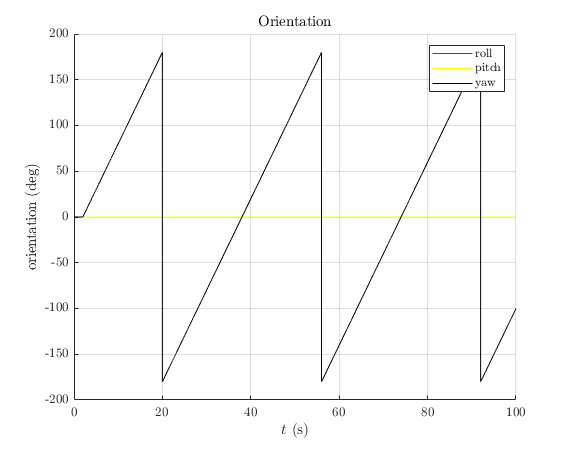 Orientation
200
150
100
50
0
-50
-100
-150
-200
orientation (deg)
roll
pitch
yaw
0 20 40 60 80 100
t (s)